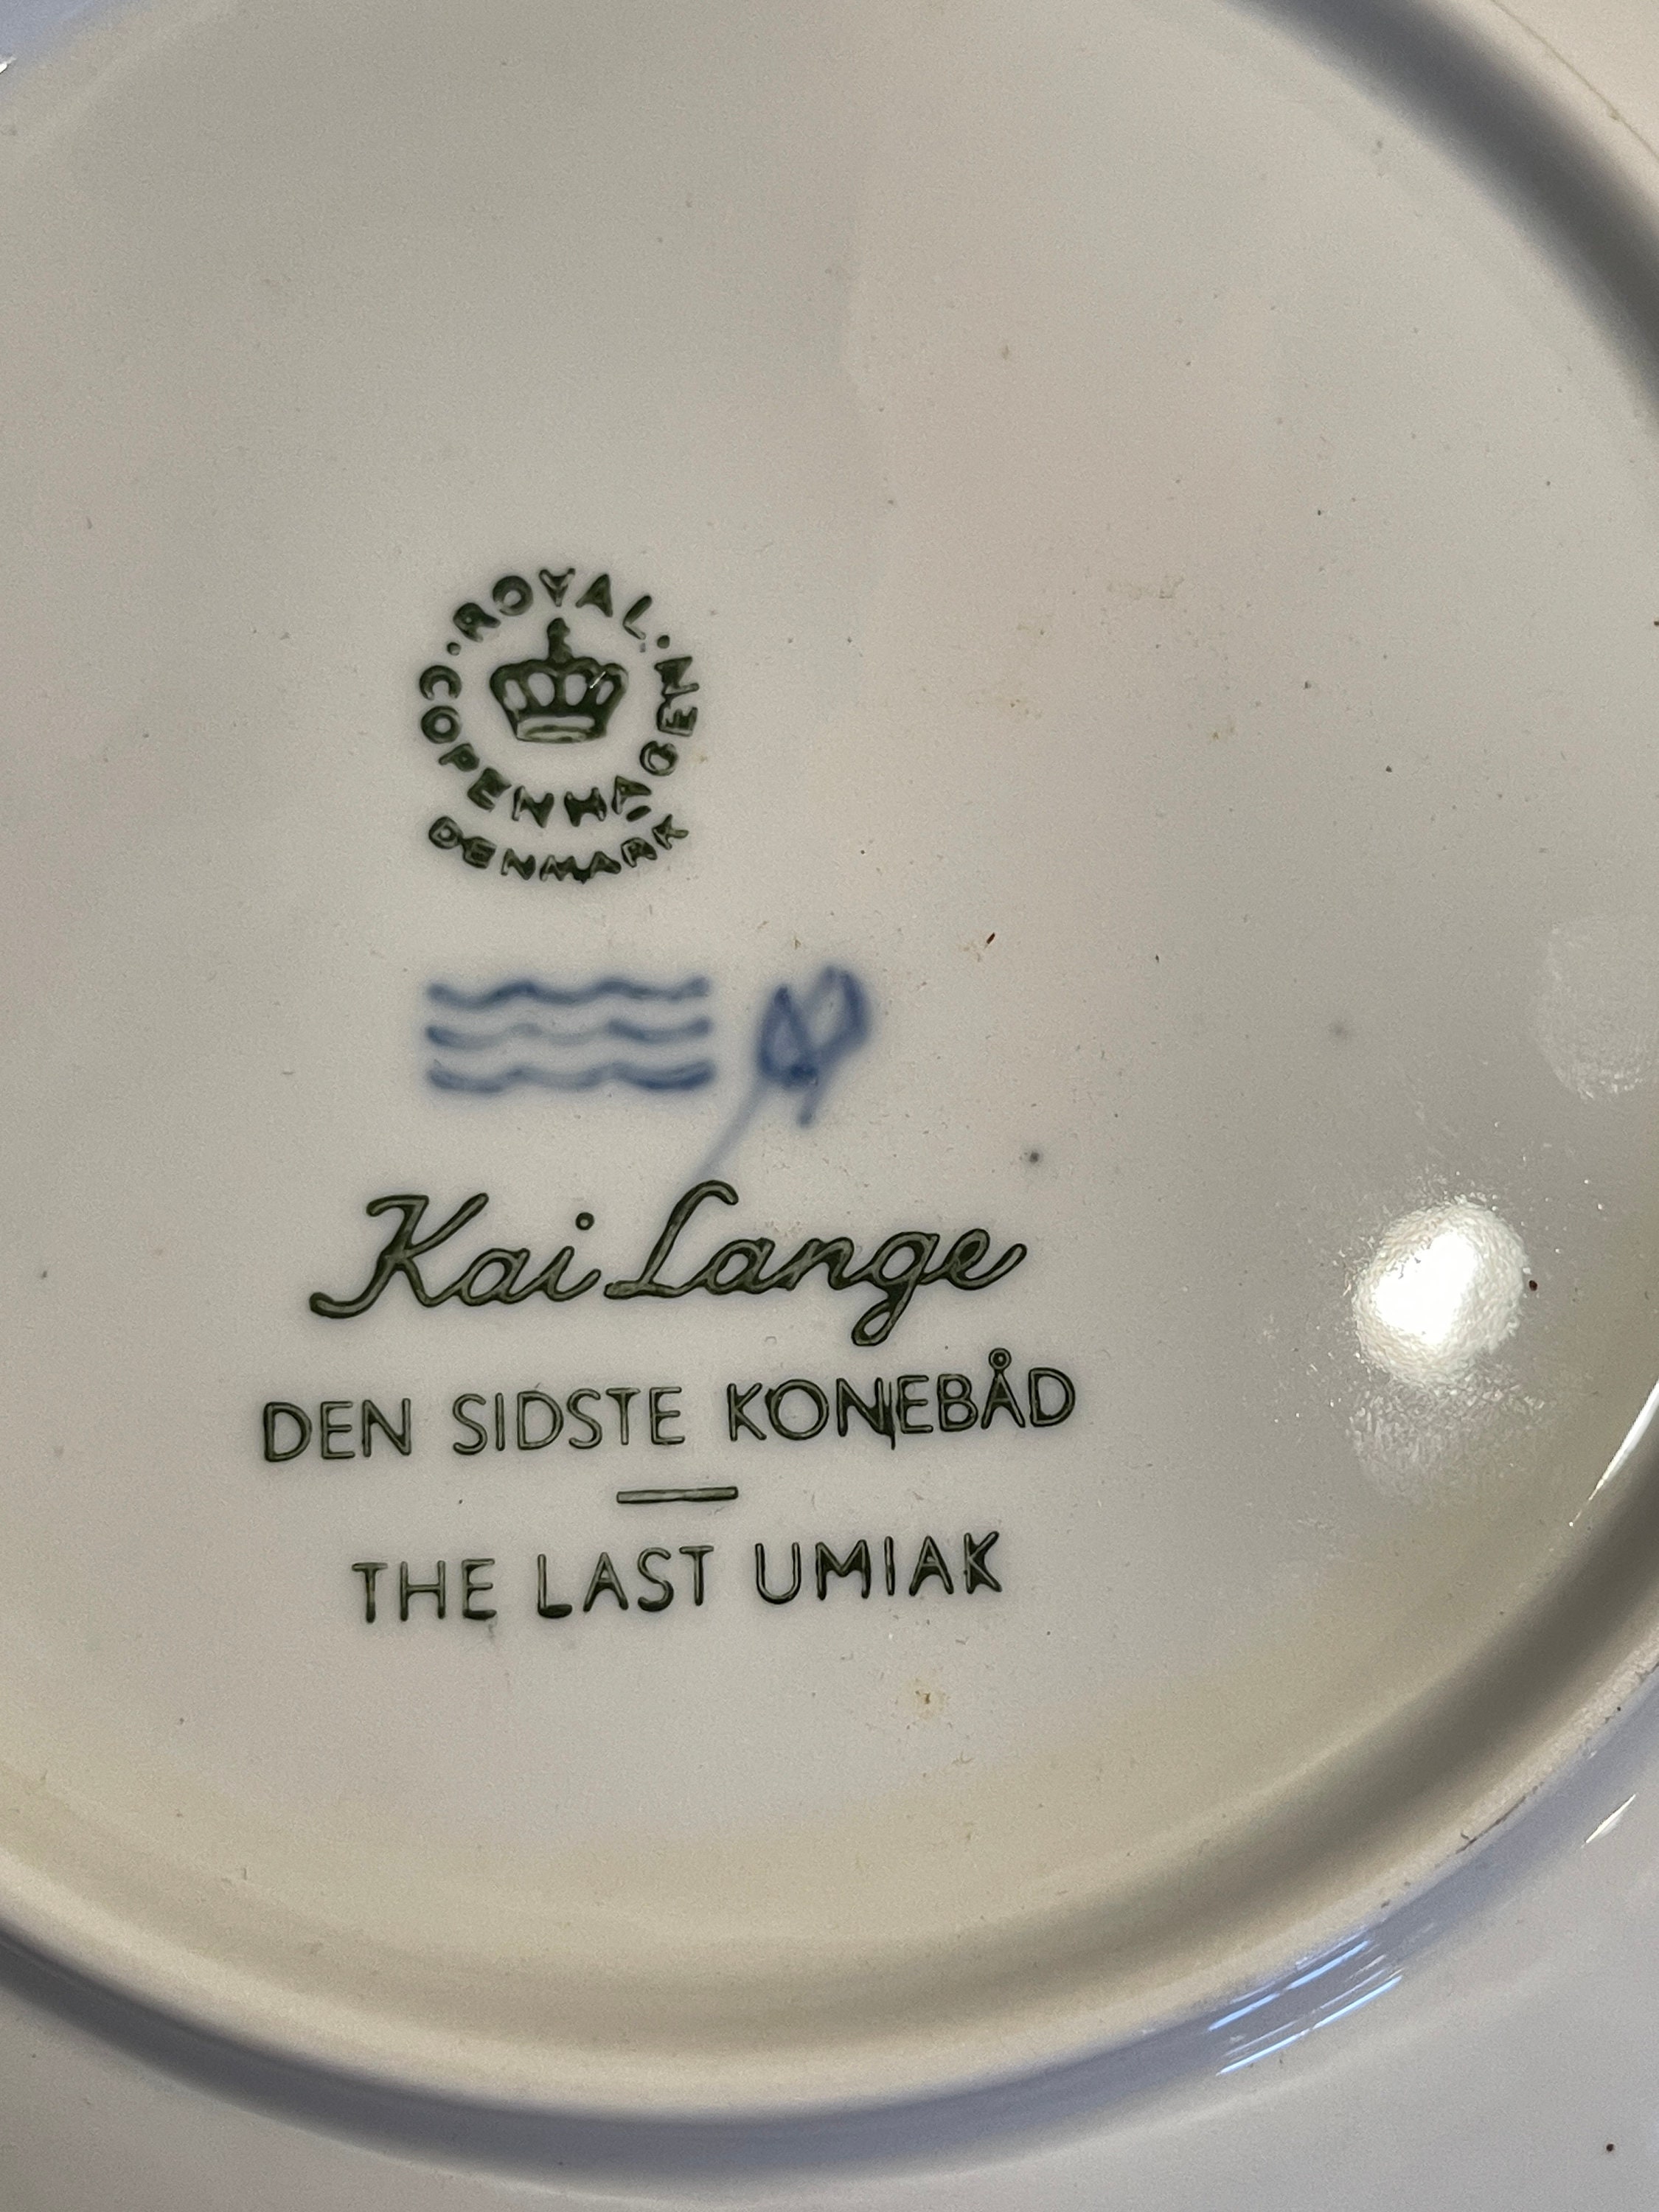 ROYAL
COPENHAGEN
DENMARK
Kai Lange
DEN SIDSTE KONEBÅD
THE LAST UMIAK